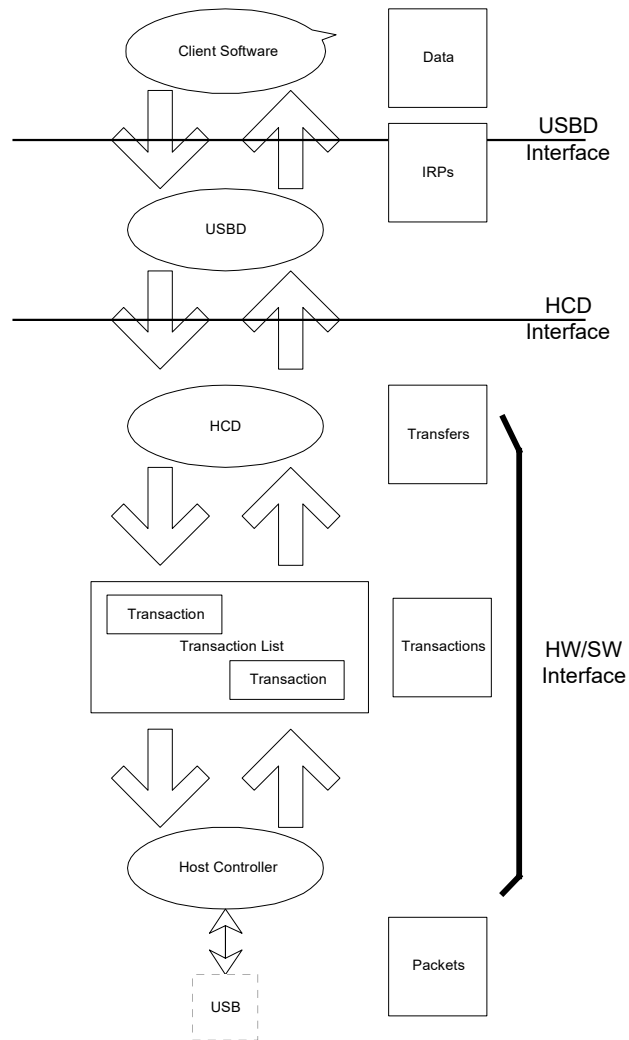 Client Software
Data
USBD
Interface
IRPs
USBD
HCD
Interface
HCD
Transfers
Transaction
Transaction List
Transaction
Transactions
HW/SW
Interface
Host Controller
Packets
USB